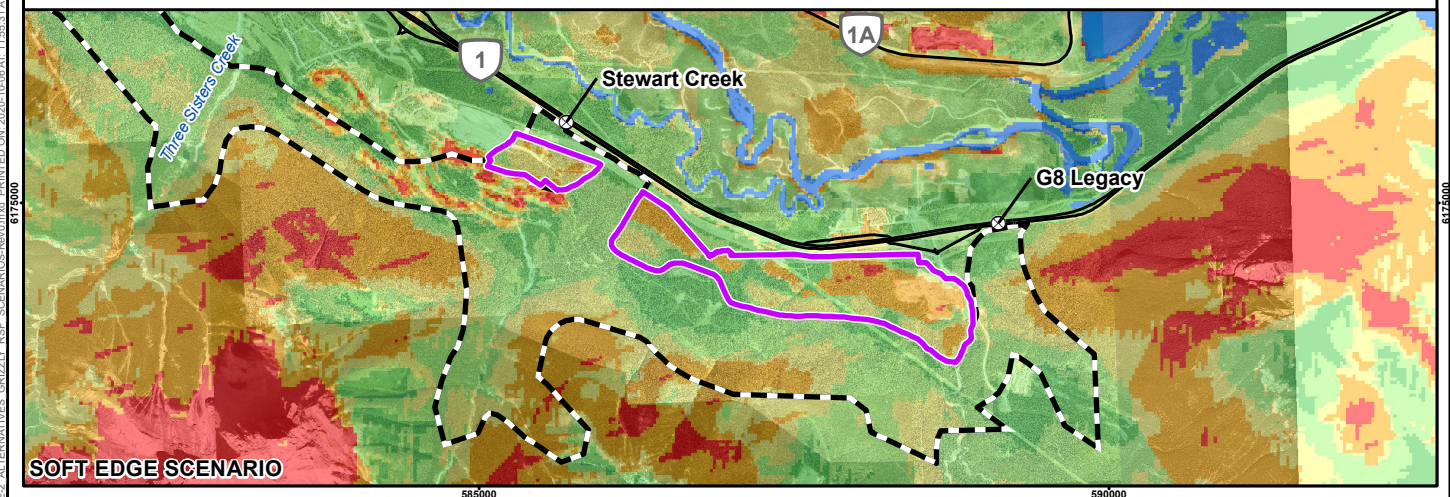 1A
1
Stewart Creek
Three Sisters Creek
G8 Legacy
6175000
6175000
SOFT EDGE SCENARIO
585000
590000